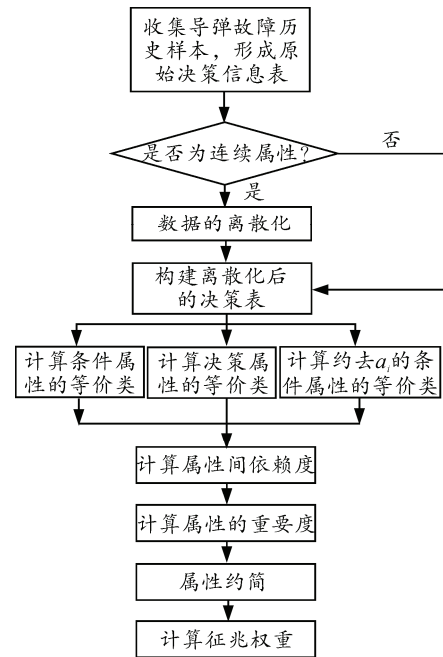 收集导弹故障历
史样本，形成原
始决策信息表
是否为连续属性?
否
是
数据的离散化
构建离散化后
的决策表
计算条件属
性的等价类
计算决策属
性的等价类
计算约去aᵢ的条
件属性的等价类
计算属性间依赖度
计算属性的重要度
属性约简
计算征兆权重